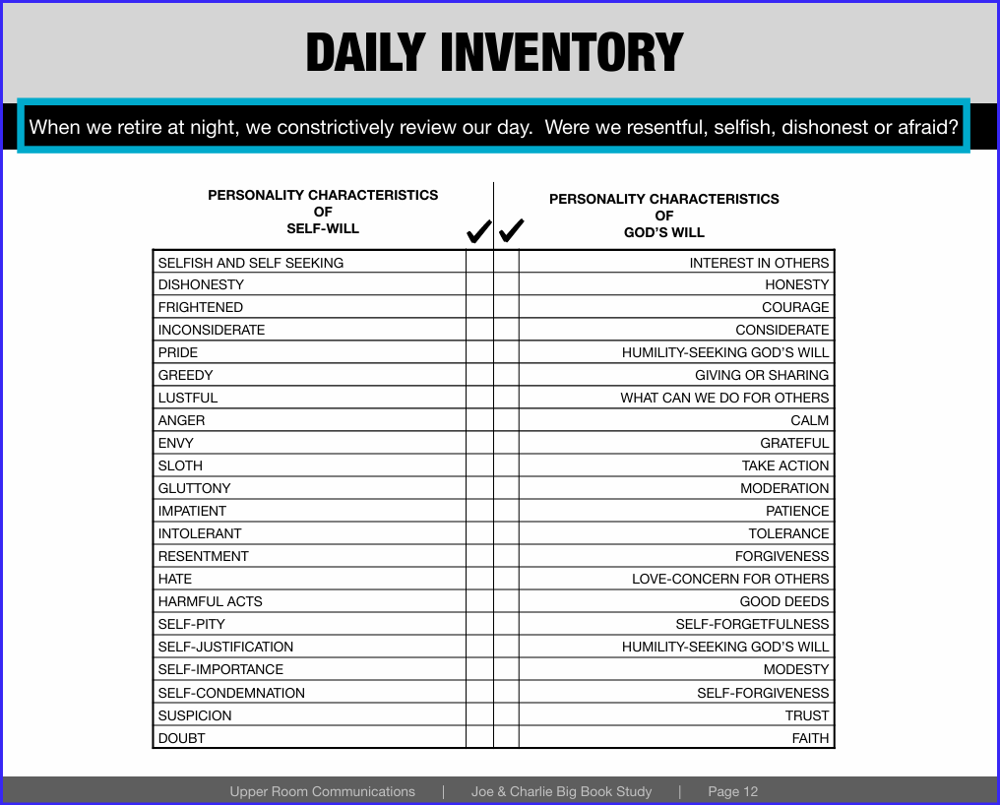 DAILY INVENTORY
When we retire at night, we constrictively review our day.  Were we resentful, selfish, dishonest or afraid?
PERSONALITY CHARACTERISTICS
OF
SELF-WILL
PERSONALITY CHARACTERISTICS
OF
GOD'S WILL
SELFISH AND SELF SEEKING INTEREST IN OTHERS
DISHONESTY HONESTY
FRIGHTENED COURAGE
INCONSIDERATE CONSIDERATE
PRIDE HUMILITY-SEEKING GOD'S WILL
GREEDY GIVING OR SHARING
LUSTFUL WHAT CAN WE DO FOR OTHERS
ANGER CALM
ENVY GRATEFUL
SLOTH TAKE ACTION
GLUTTONY MODERATION
IMPATIENT PATIENCE
INTOLERANT TOLERANCE
RESENTMENT FORGIVENESS
HATE LOVE-CONCERN FOR OTHERS
HARMFUL ACTS GOOD DEEDS
SELF-PITY SELF-FORGETFULNESS
SELF-JUSTIFICATION HUMILITY-SEEKING GOD'S WILL
SELF-IMPORTANCE MODESTY
SELF-CONDEMNATION SELF-FORGIVENESS
SUSPICION TRUST
DOUBT FAITH
Upper Room Communications | Joe & Charlie Big Book Study | Page 12